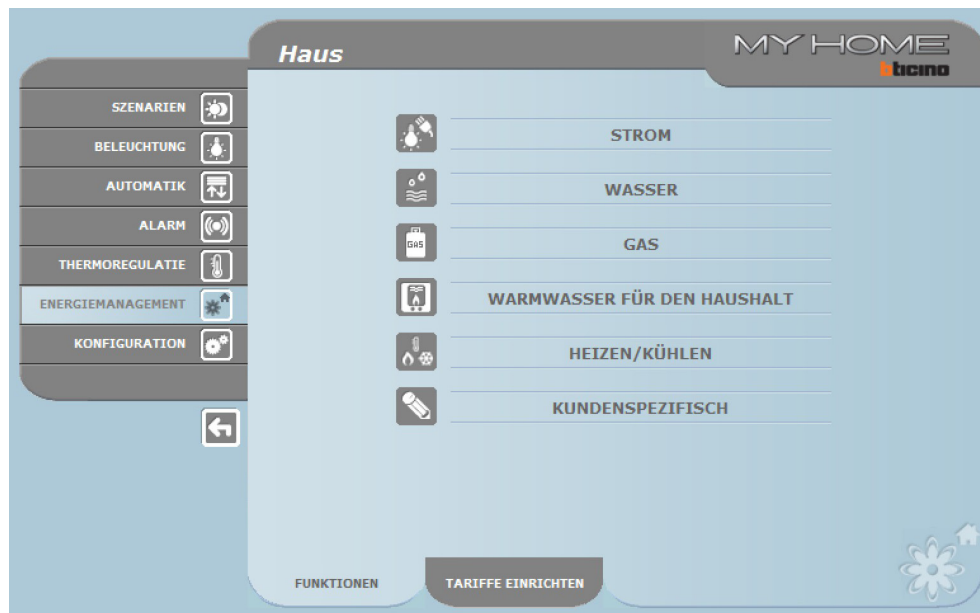 Haus
MY HOME
bticino
SZENARIEN
BELEUCHTUNG
AUTOMATIK
ALARM
THERMOREGULATIE
ENERGIEMANAGEMENT
KONFIGURATION
STROM
WASSER
GAS
GAS
WARMWASSER FÜR DEN HAUSHALT
HEIZEN/KÜHLEN
KUNDENSPEZIFISCH
FUNKTIONEN
TARIFFE EINRICHTEN